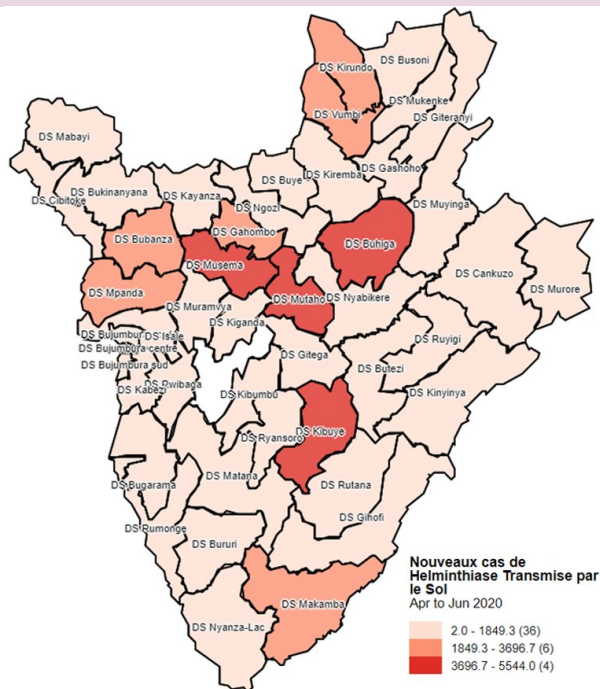 DS Kirundo
DS Busoni
DS Vumbi
DS Mukenke
DS Giteranyi
DS Mabayi
DS Cibitoke
DS Bukinanyana
DS Kayanza
DS Buye
DS Kiremba
DS Gashoho
DS Ngozi
DS Muyinga
DS Bubanza
DS Gahombo
DS Buhiga
DS Musema
DS Cankuzo
DS Murore
DS Mpanda
DS Mutaho
DS Nyabikere
DS Muramvya
DS Kiganda
DS Isale
DS Bujumbura centre
DS Bujumbura sud
DS Gitega
DS Ruyigi
DS Butezi
DS Kabezi
DS Rwibaga
DS Kibumbu
DS Kinyinya
DS Ryansoro
DS Kibuye
DS Matana
DS Bugarama
DS Rutana
DS Gihofi
DS Rumonge
DS Bururi
DS Makamba
DS Nyanza-Lac
Nouveaux cas de
Helminthiase Transmise par
le Sol
Apr to Jun 2020
2.0 - 1849.3 (36)
1849.3 - 3696.7 (6)
3696.7 - 5544.0 (4)